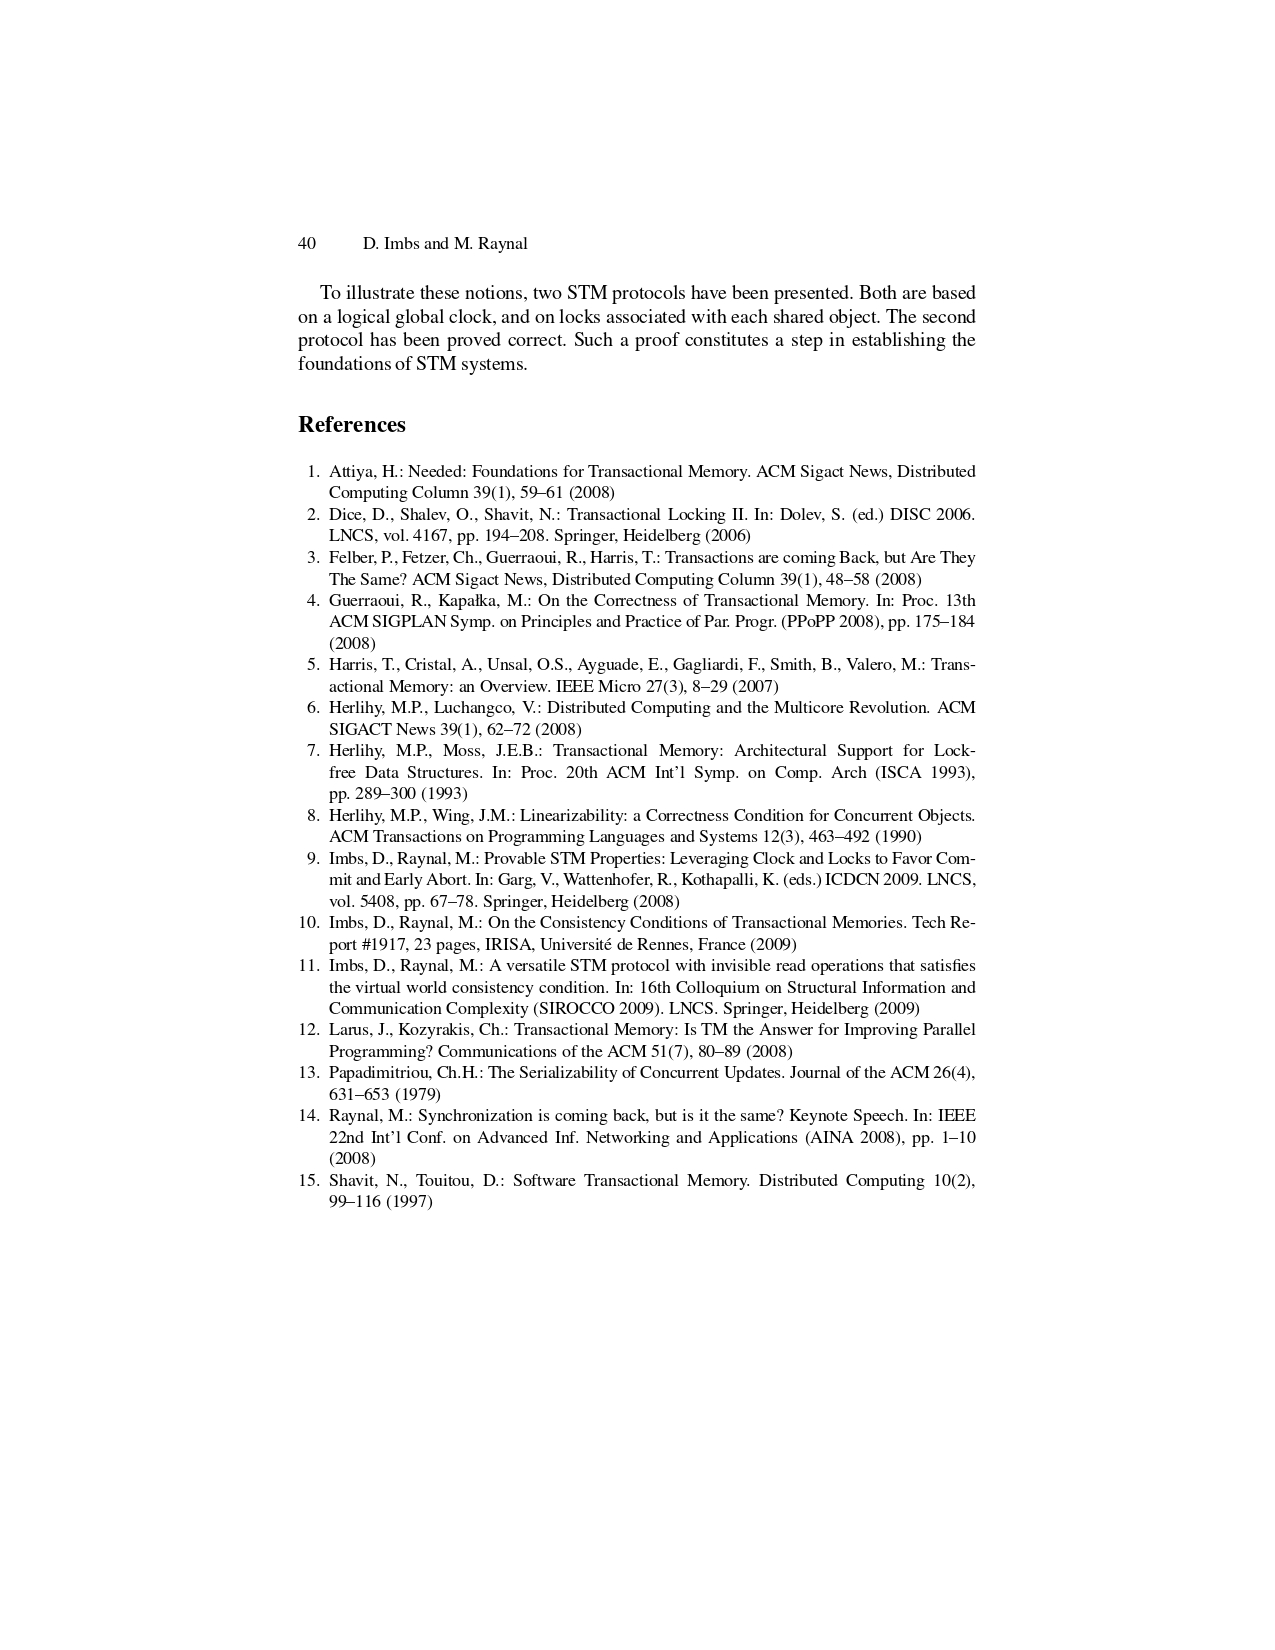 40 D. Imbs and M. Raynal
To illustrate these notions, two STM protocols have been presented. Both are based
on a logical global clock, and on locks associated with each shared object. The second
protocol has been proved correct. Such a proof constitutes a step in establishing the
foundations of STM systems.
References
1. Attiya, H.: Needed: Foundations for Transactional Memory. ACM Sigact News, Distributed
Computing Column 39(1), 59–61 (2008)
2. Dice, D., Shalev, O., Shavit, N.: Transactional Locking II. In: Dolev, S. (ed.) DISC 2006.
LNCS, vol. 4167, pp. 194–208. Springer, Heidelberg (2006)
3. Felber, P., Fetzer, Ch., Guerraoui, R., Harris, T.: Transactions are coming Back, but Are They
The Same? ACM Sigact News, Distributed Computing Column 39(1), 48–58 (2008)
4. Guerraoui, R., Kapałka, M.: On the Correctness of Transactional Memory. In: Proc. 13th
ACM SIGPLAN Symp. on Principles and Practice of Par. Progr. (PPoPP 2008), pp. 175–184
(2008)
5. Harris, T., Cristal, A., Unsal, O.S., Ayguade, E., Gagliardi, F., Smith, B., Valero, M.: Trans-
actional Memory: an Overview. IEEE Micro 27(3), 8–29 (2007)
6. Herlihy, M.P., Luchangco, V.: Distributed Computing and the Multicore Revolution. ACM
SIGACT News 39(1), 62–72 (2008)
7. Herlihy, M.P., Moss, J.E.B.: Transactional Memory: Architectural Support for Lock-
free Data Structures. In: Proc. 20th ACM Int’l Symp. on Comp. Arch (ISCA 1993),
pp. 289–300 (1993)
8. Herlihy, M.P., Wing, J.M.: Linearizability: a Correctness Condition for Concurrent Objects.
ACM Transactions on Programming Languages and Systems 12(3), 463–492 (1990)
9. Imbs, D., Raynal, M.: Provable STM Properties: Leveraging Clock and Locks to Favor Com-
mit and Early Abort. In: Garg, V., Wattenhofer, R., Kothapalli, K. (eds.) ICDCN 2009. LNCS,
vol. 5408, pp. 67–78. Springer, Heidelberg (2008)
10. Imbs, D., Raynal, M.: On the Consistency Conditions of Transactional Memories. Tech Re-
port #1917, 23 pages, IRISA, Université de Rennes, France (2009)
11. Imbs, D., Raynal, M.: A versatile STM protocol with invisible read operations that satisfies
the virtual world consistency condition. In: 16th Colloquium on Structural Information and
Communication Complexity (SIROCCO 2009). LNCS. Springer, Heidelberg (2009)
12. Larus, J., Kozyrakis, Ch.: Transactional Memory: Is TM the Answer for Improving Parallel
Programming? Communications of the ACM 51(7), 80–89 (2008)
13. Papadimitriou, Ch.H.: The Serializability of Concurrent Updates. Journal of the ACM 26(4),
631–653 (1979)
14. Raynal, M.: Synchronization is coming back, but is it the same? Keynote Speech. In: IEEE
22nd Int’l Conf. on Advanced Inf. Networking and Applications (AINA 2008), pp. 1–10
(2008)
15. Shavit, N., Touitou, D.: Software Transactional Memory. Distributed Computing 10(2),
99–116 (1997)